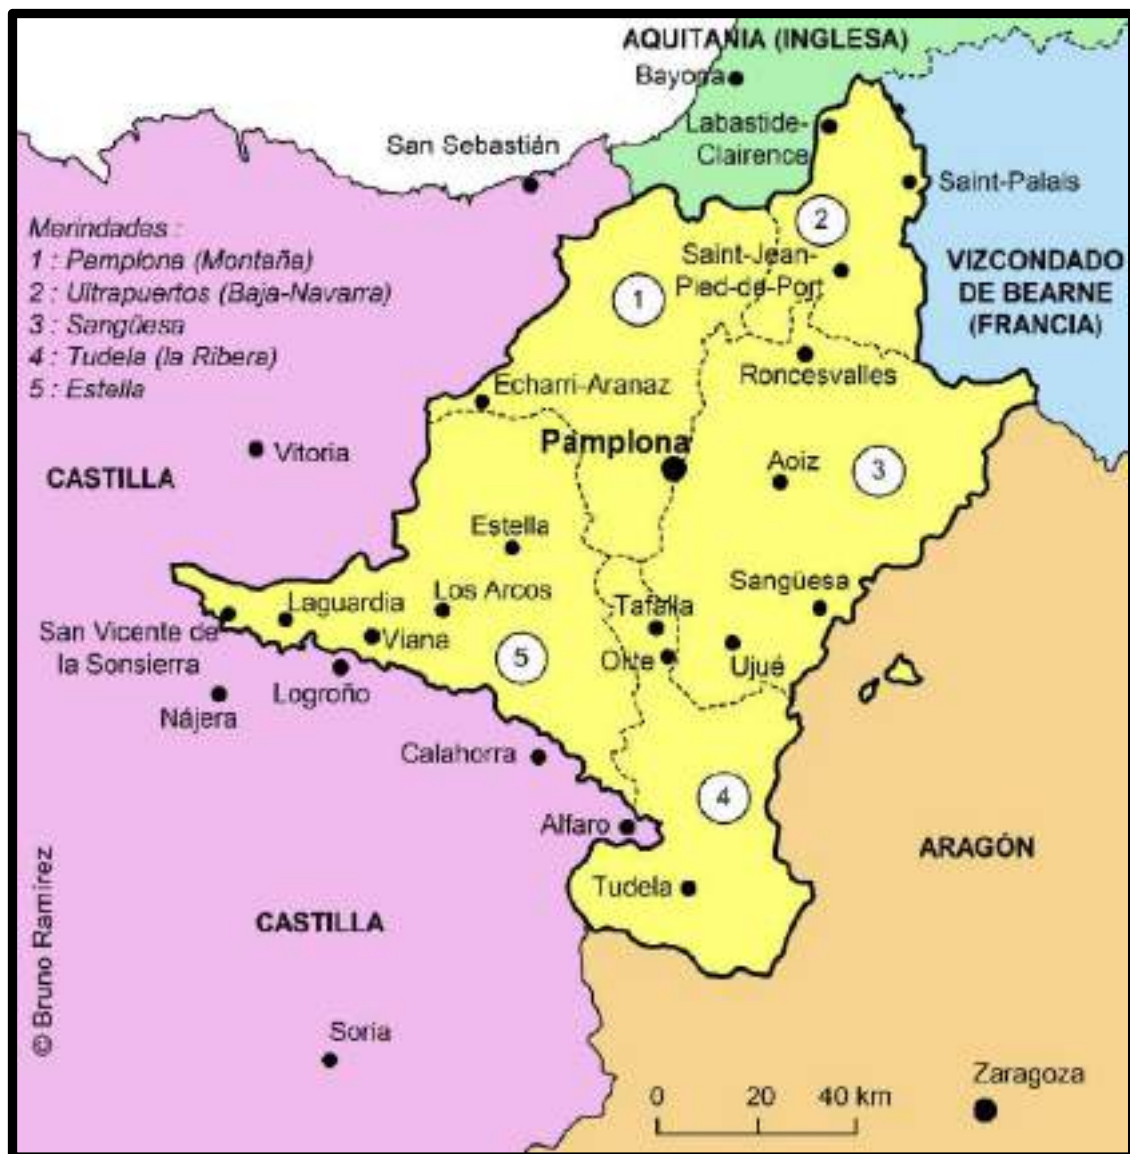 AQUITANIA (INGLESA)
Bayona
Labastide-
Clairence
San Sebastián
Saint-Palais
Merindades :
1 : Pamplona (Montaña)
2 : Ultrapuertos (Baja-Navarra)
3 : Sangüesa
4 : Tudela (la Ribera)
5 : Estella
2
Saint-Jean-
Pied-de-Port
VIZCONDADO
DE BEARNE
(FRANCIA)
1
Roncesvalles
Echarri-Aranaz
Pamplona
Vitoria
CASTILLA
Aoiz
3
Estella
Sangüesa
Laguardia
Los Arcos
Tafalla
San Vicente de
la Sonsierra
Viana
5
Olite
Ujué
Logroño
Nájera
Calahorra
4
Alfaro
ARAGÓN
Tudela
CASTILLA
© Bruno Ramirez
Soria
Zaragoza
0 20 40 km